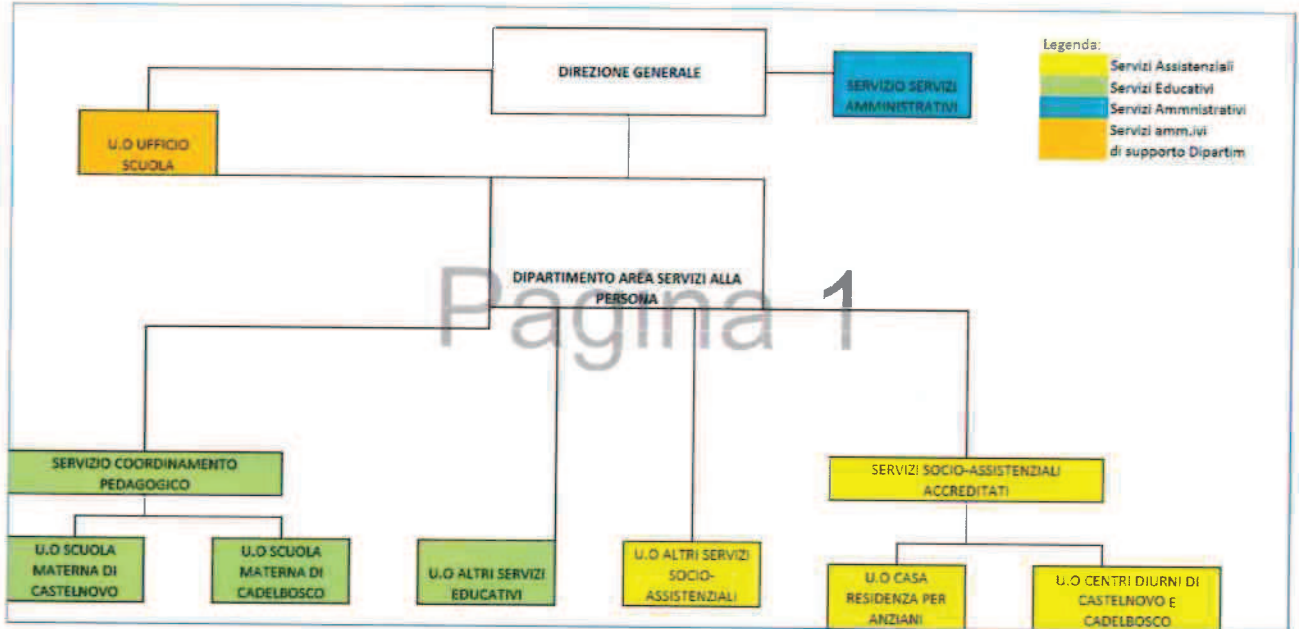 DIREZIONE GENERALE
SERVIZIO SERVIZI
AMMINISTRATIVI
Legenda:
Servizi Assistenziali
Servizi Educativi
Servizi Ammnistrativi
Servizi amm.ivi
di supporto Dipartim
U.O UFFICIO
SCUOLA
DIPARTIMENTO AREA SERVIZI ALLA
PERSONA
Pagina 1
SERVIZIO COORDINAMENTO
PEDAGOGICO
SERVIZI SOCIO-ASSISTENZIALI
ACCREDITATI
U.O SCUOLA
MATERNA DI
CASTELNOVO
U.O SCUOLA
MATERNA DI
CADELBOSCO
U.O ALTRI SERVIZI
EDUCATIVI
U.O ALTRI SERVIZI
SOCIO-
ASSISTENZIALI
U.O CASA
RESIDENZA PER
ANZIANI
U.O CENTRI DIURNI DI
CASTELNOVO E
CADELBOSCO